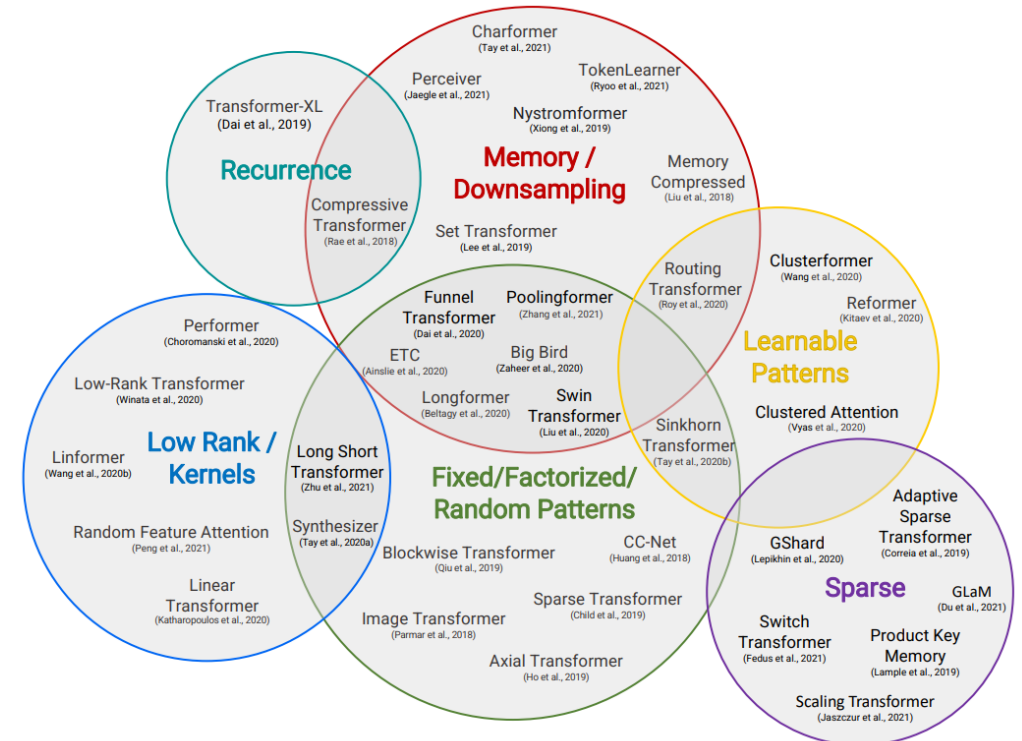 Charformer
(Tay et al., 2021)
Perceiver
(Jaegle et al., 2021)
TokenLearner
(Ryoo et al., 2021)
Transformer-XL
(Dai et al., 2019)
Nystromformer
(Xiong et al., 2019)
Recurrence
Memory /
Downsampling
Memory
Compressed
(Liu et al., 2018)
Compressive
Transformer
(Rae et al., 2018)
Set Transformer
(Lee et al., 2019)
Routing
Transformer
(Roy et al., 2020)
Clusterformer
(Wang et al., 2020)
Reformer
(Kitaev et al., 2020)
Funnel
Transformer
(Dai et al., 2020)
Poolingformer
(Zhang et al., 2021)
Learnable
Patterns
Performer
(Choromanski et al., 2020)
ETC
(Ainslie et al., 2020)
Big Bird
(Zaheer et al., 2020)
Low-Rank Transformer
(Winata et al., 2020)
Longformer
(Beltagy et al., 2020)
Swin
Transformer
(Liu et al., 2020)
Clustered Attention
(Vyas et al., 2020)
Sinkhorn
Transformer
(Tay et al., 2020b)
Low Rank /
Kernels
Linformer
(Wang et al., 2020b)
Long Short
Transformer
(Zhu et al., 2021)
Fixed/Factorized/
Random Patterns
Adaptive
Sparse
Transformer
(Correia et al., 2019)
Random Feature Attention
(Peng et al., 2021)
Synthesizer
(Tay et al., 2020a)
Blockwise Transformer
(Qiu et al., 2019)
CC-Net
(Huang et al., 2018)
GShard
(Lepikhin et al., 2020)
Sparse
GLaM
(Du et al., 2021)
Linear
Transformer
(Katharopoulos et al., 2020)
Image Transformer
(Parmar et al., 2018)
Sparse Transformer
(Child et al., 2019)
Switch
Transformer
(Fedus et al., 2021)
Product Key
Memory
(Lample et al., 2019)
Axial Transformer
(Ho et al., 2019)
Scaling Transformer
(Jaszczur et al., 2021)